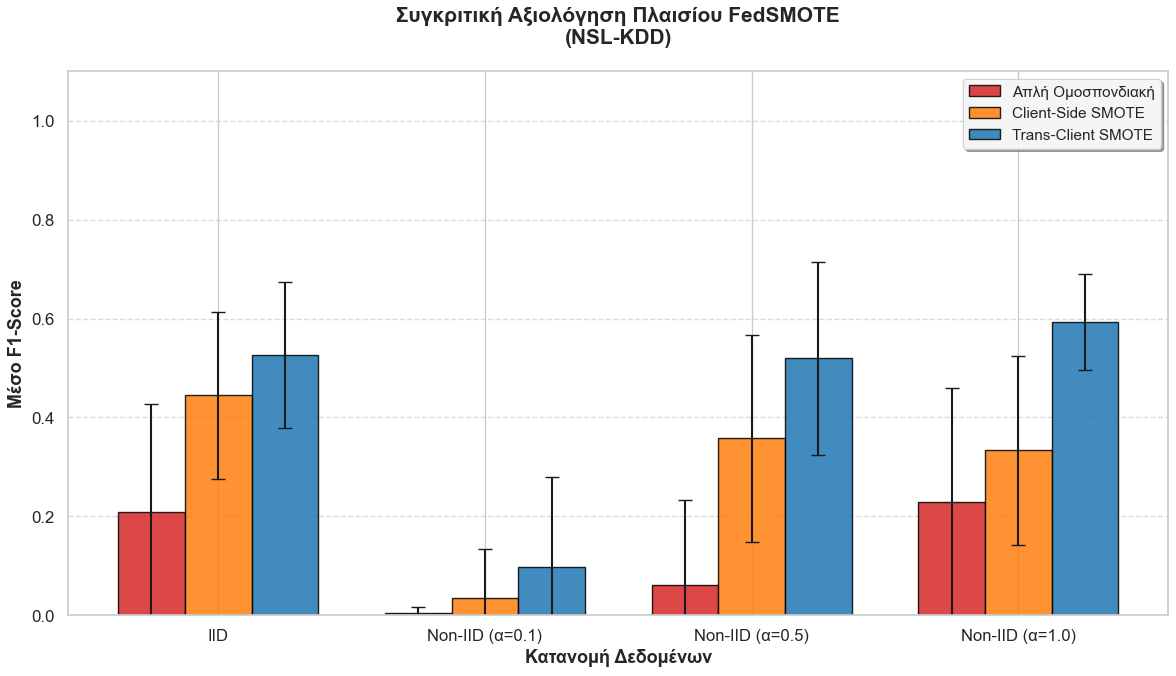 Συγκριτική Αξιολόγηση Πλαισίου FedSMOTE
(NSL-KDD)
Απλή Ομοσπονδιακή
Client-Side SMOTE
Trans-Client SMOTE
Μέσο F1-Score
1.0
0.8
0.6
0.4
0.2
0.0
IID
Non-IID (α=0.1)
Non-IID (α=0.5)
Non-IID (α=1.0)
Κατανομή Δεδομένων